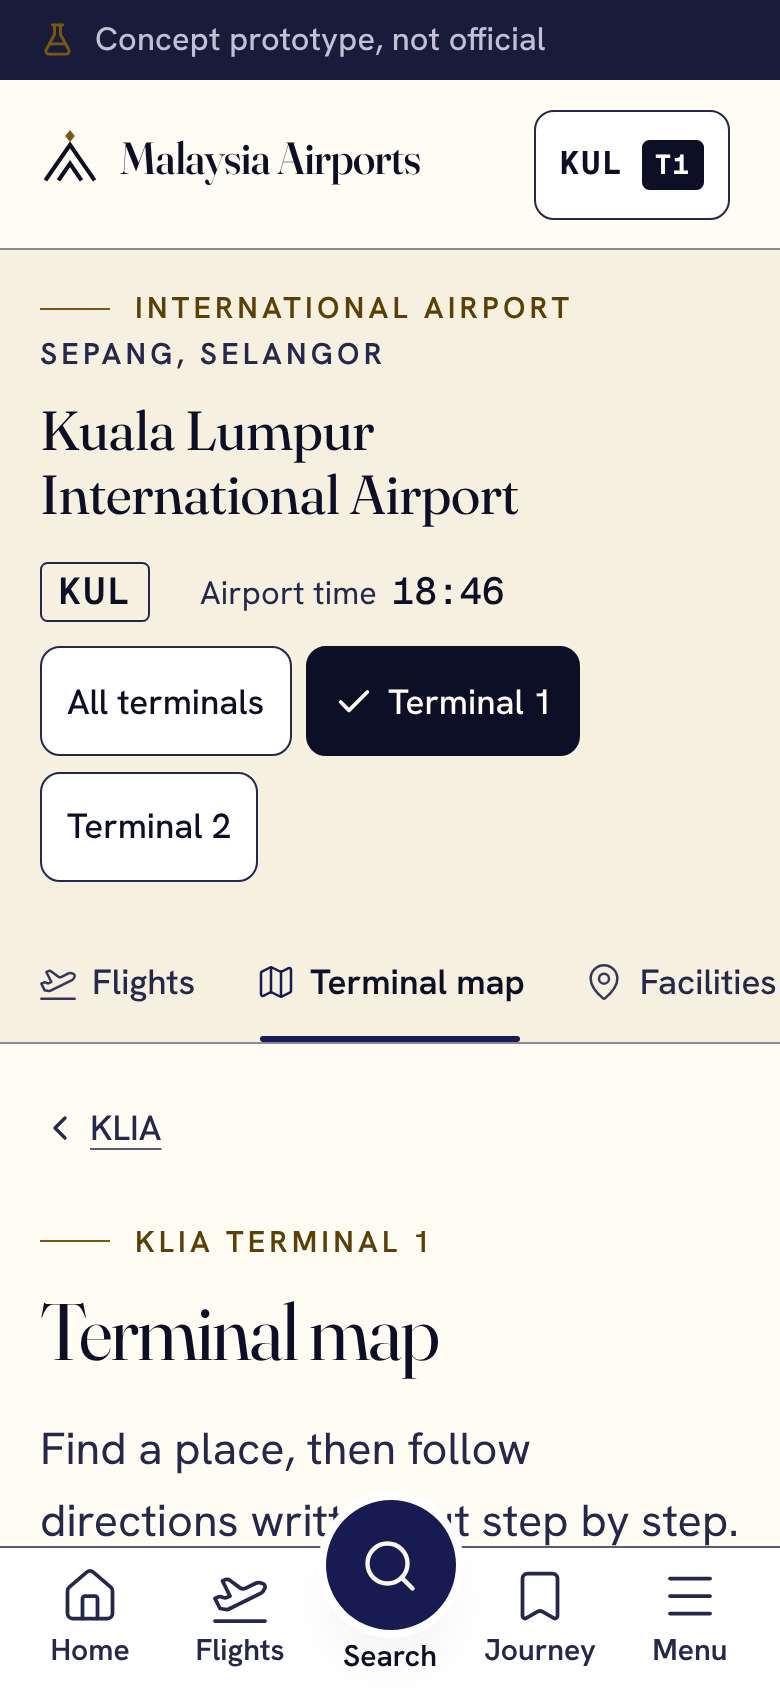 Concept prototype, not official
Malaysia Airports
KUL T1
INTERNATIONAL AIRPORT
SEPANG, SELANGOR
Kuala Lumpur
International Airport
KUL Airport time 18:46
All terminals Terminal 1
Terminal 2
Flights Terminal map Facilities
KLIA
KLIA TERMINAL 1
Terminal map
Find a place, then follow
directions step by step.
Home Flights Search Journey Menu